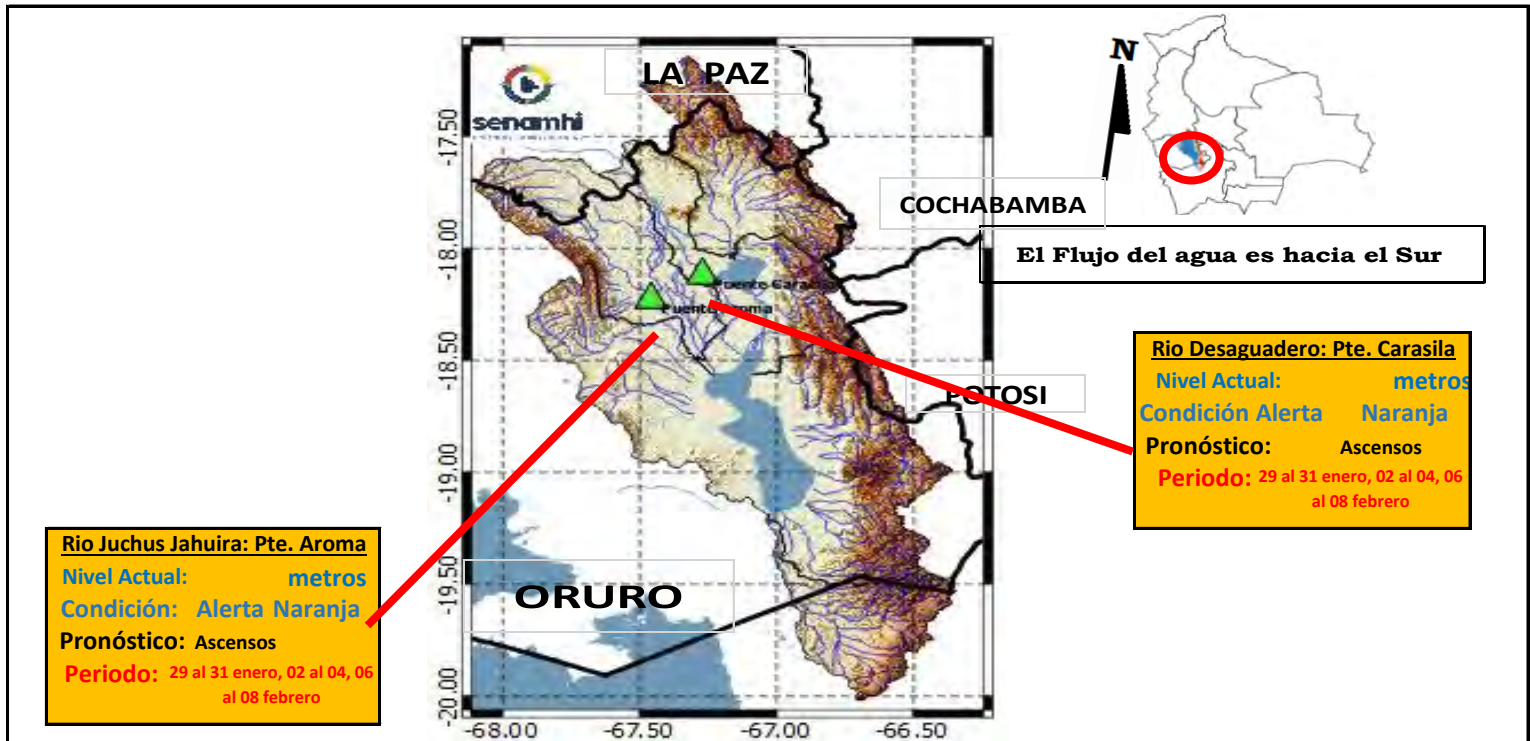 LA PAZ
senamhi
N
COCHABAMBA
El Flujo del agua es hacia el Sur
POTOSI
ORURO
Puente
Puente
-17.50
-18.00
-18.50
-19.00
-19.50
-20.00
-68.00 -67.50 -67.00 -66.50
Rio Desaguadero: Pte. Carasila
Nivel Actual: metros
Condición Alerta Naranja
Pronóstico: Ascensos
Periodo: 29 al 31 enero, 02 al 04, 06
al 08 febrero
Rio Juchus Jahuira: Pte. Aroma
Nivel Actual: metros
Condición: Alerta Naranja
Pronóstico: Ascensos
Periodo: 29 al 31 enero, 02 al 04, 06
al 08 febrero